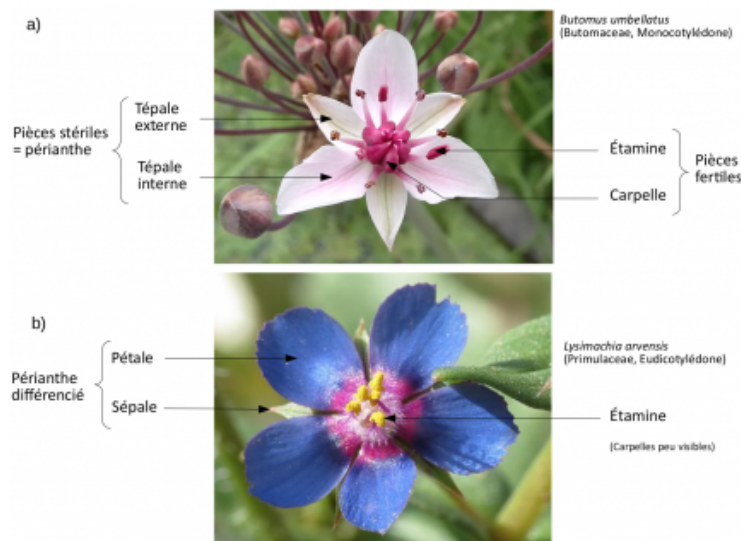 a)
Butomus umbellatus
(Butomaceae, Monocotylédone)
Pièces stériles
= périanthe
Tépale
externe
Tépale
interne
Étamine
Carpelle
Pièces
fertiles
b)
Lysimachia arvensis
(Primulaceae, Eudicotylédone)
Périanthe
différencié
Pétale
Sépale
Étamine
(Carpelles peu visibles)